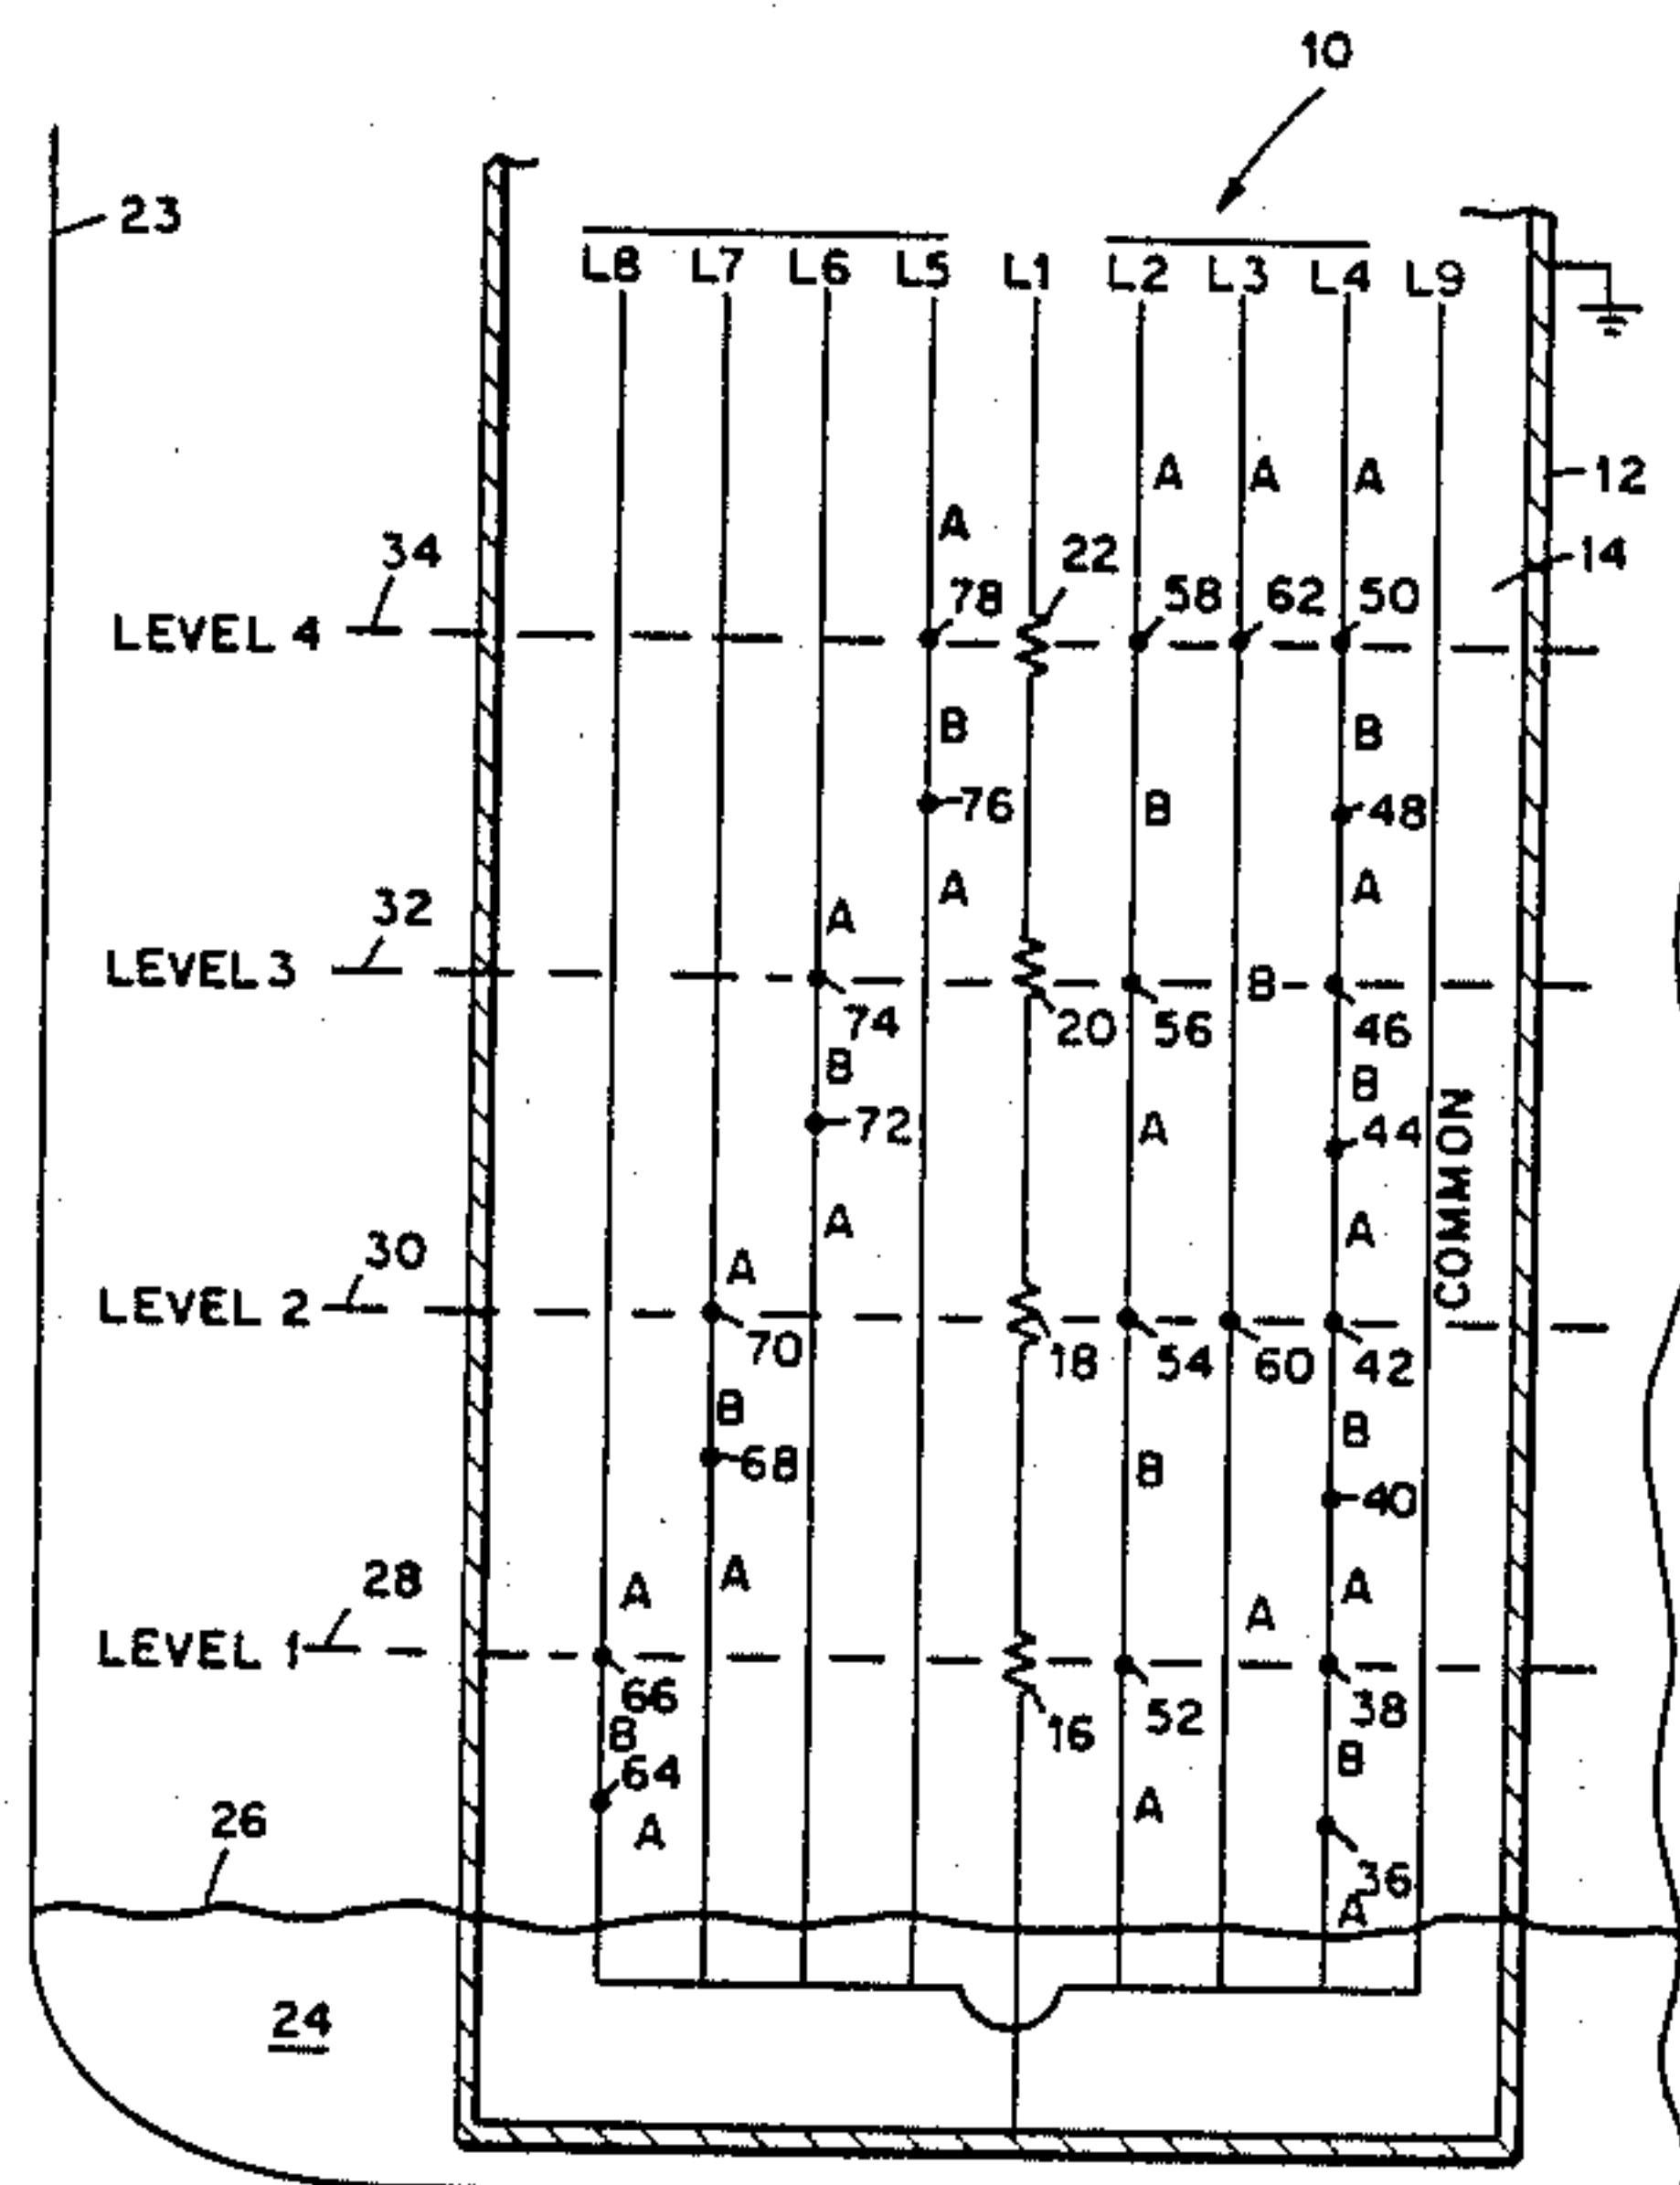 10
23
L8 L7 L6 L5 L1 L2 L3 L4 L9
A A A
12
A
34 22 14
78 58 62 50
LEVEL 4
B B
76 B 48
A A
32 A
LEVEL 3 B
74 20 56 46
B B
72 A 44
COMMON
A A
30 A
LEVEL 2
70 18 54 60 42
B B
68 B 40
28 A A A A
LEVEL 1
66 16 52 38
B B
64 A
26 A 36
A
24